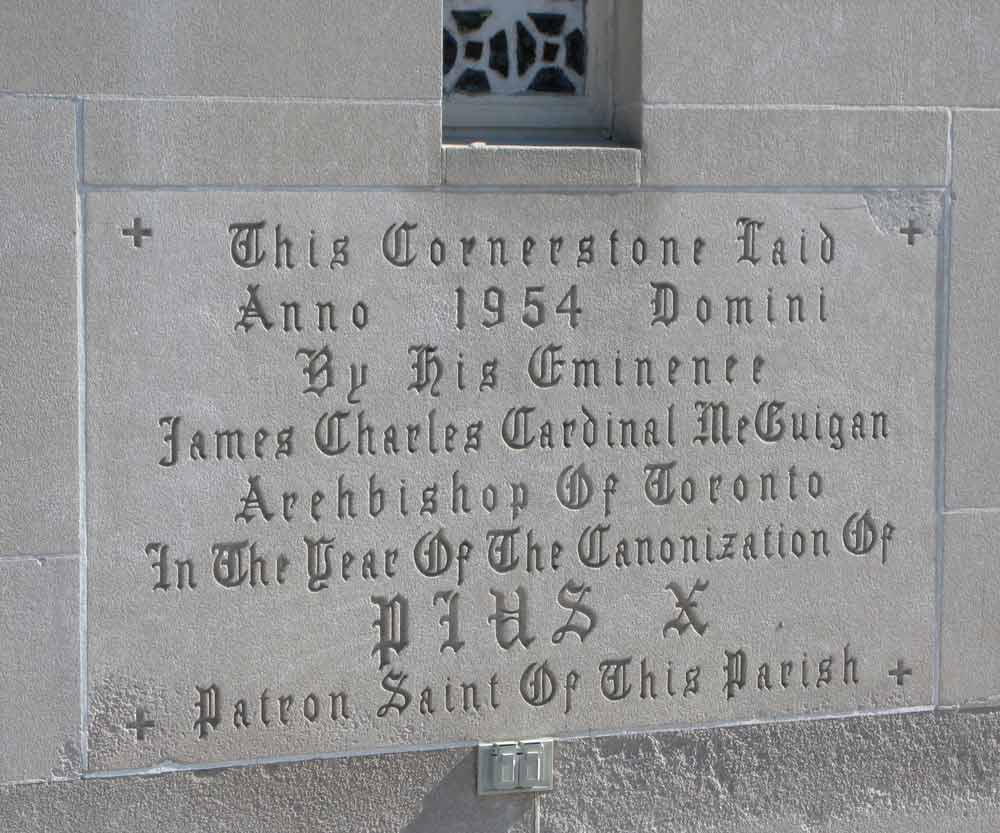 This Cornerstone Laid
Anno 1954 Domini
By His Eminence
James Charles Cardinal McGuigan
Archbishop Of Toronto
In The Year Of The Canonization Of
PIUS X
Patron Saint Of This Parish